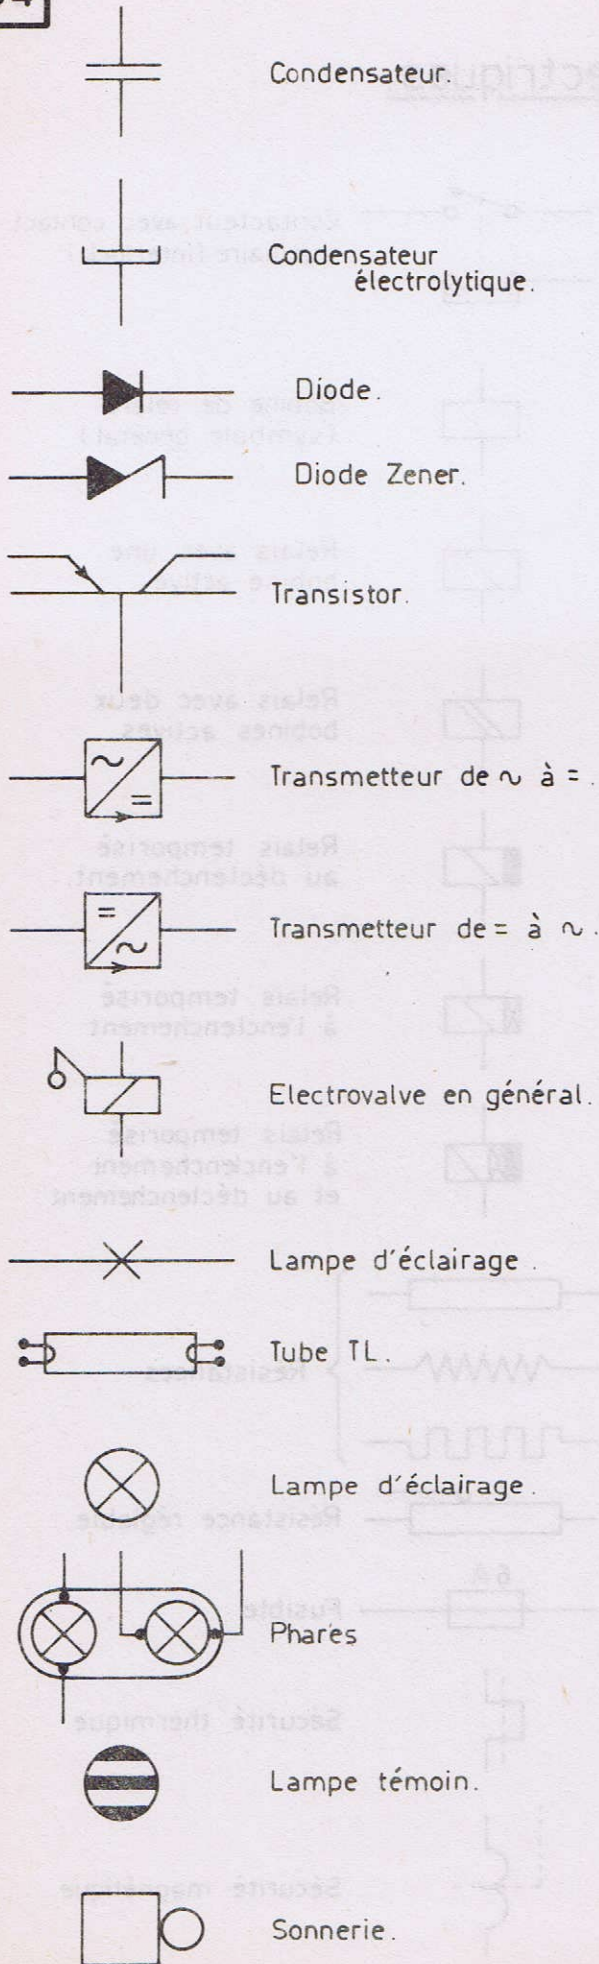 Condensateur.
Condensateur
électrolytique.
Diode.
Diode Zener.
Transistor.
Transmetteur de ~ à = .
Transmetteur de = à ~ .
Electrovalve en général.
Lampe d'éclairage .
Tube TL.
Lampe d'éclairage .
Phares
Lampe témoin.
Sonnerie.